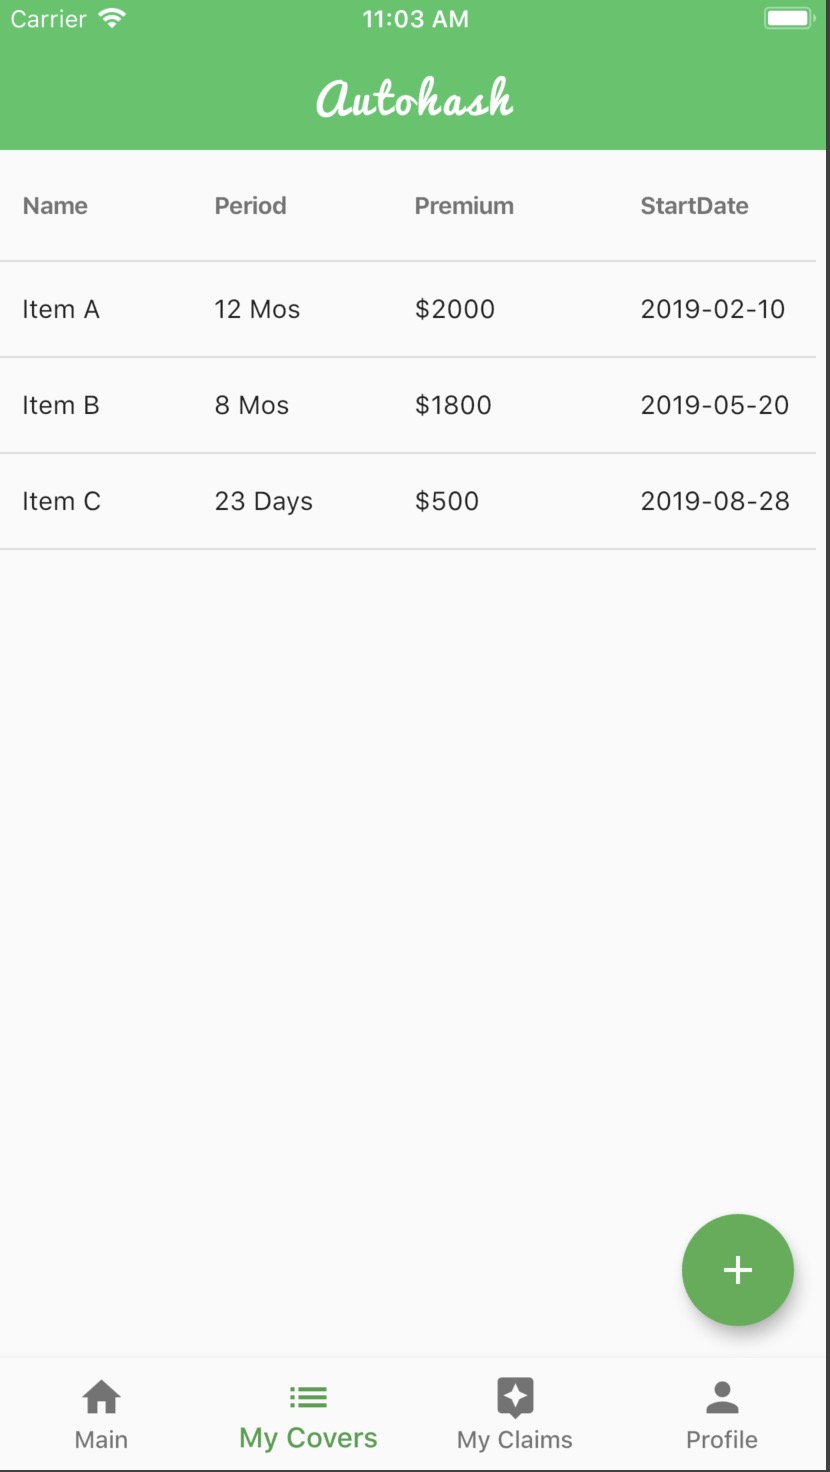 Carrier 11:03 AM
Autohash
Name Period Premium StartDate
Item A 12 Mos $2000 2019-02-10
Item B 8 Mos $1800 2019-05-20
Item C 23 Days $500 2019-08-28
+
Main My Covers My Claims Profile